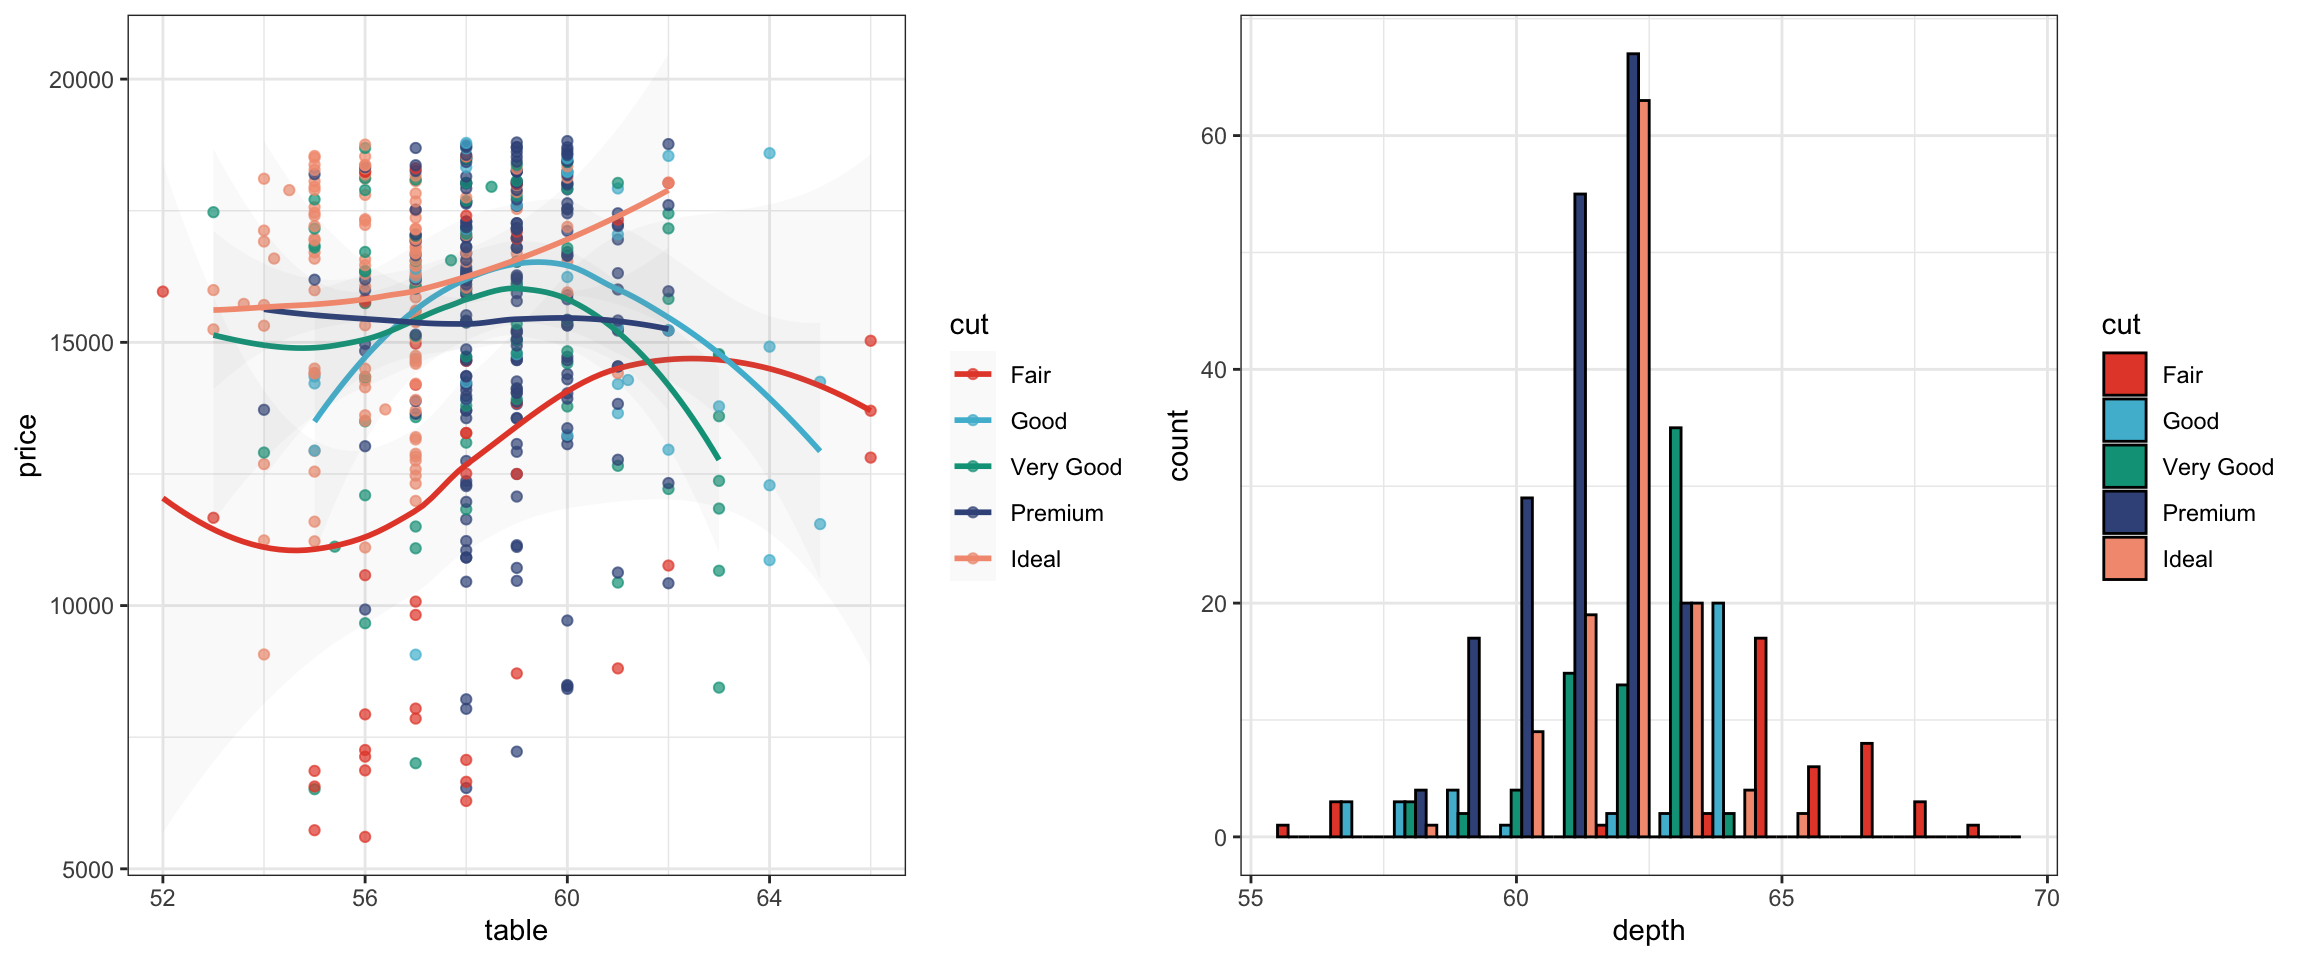 20000
15000
10000
5000
price
52 56 60 64
table
cut
Fair
Good
Very Good
Premium
Ideal
60
40
20
0
count
55 60 65 70
depth
cut
Fair
Good
Very Good
Premium
Ideal